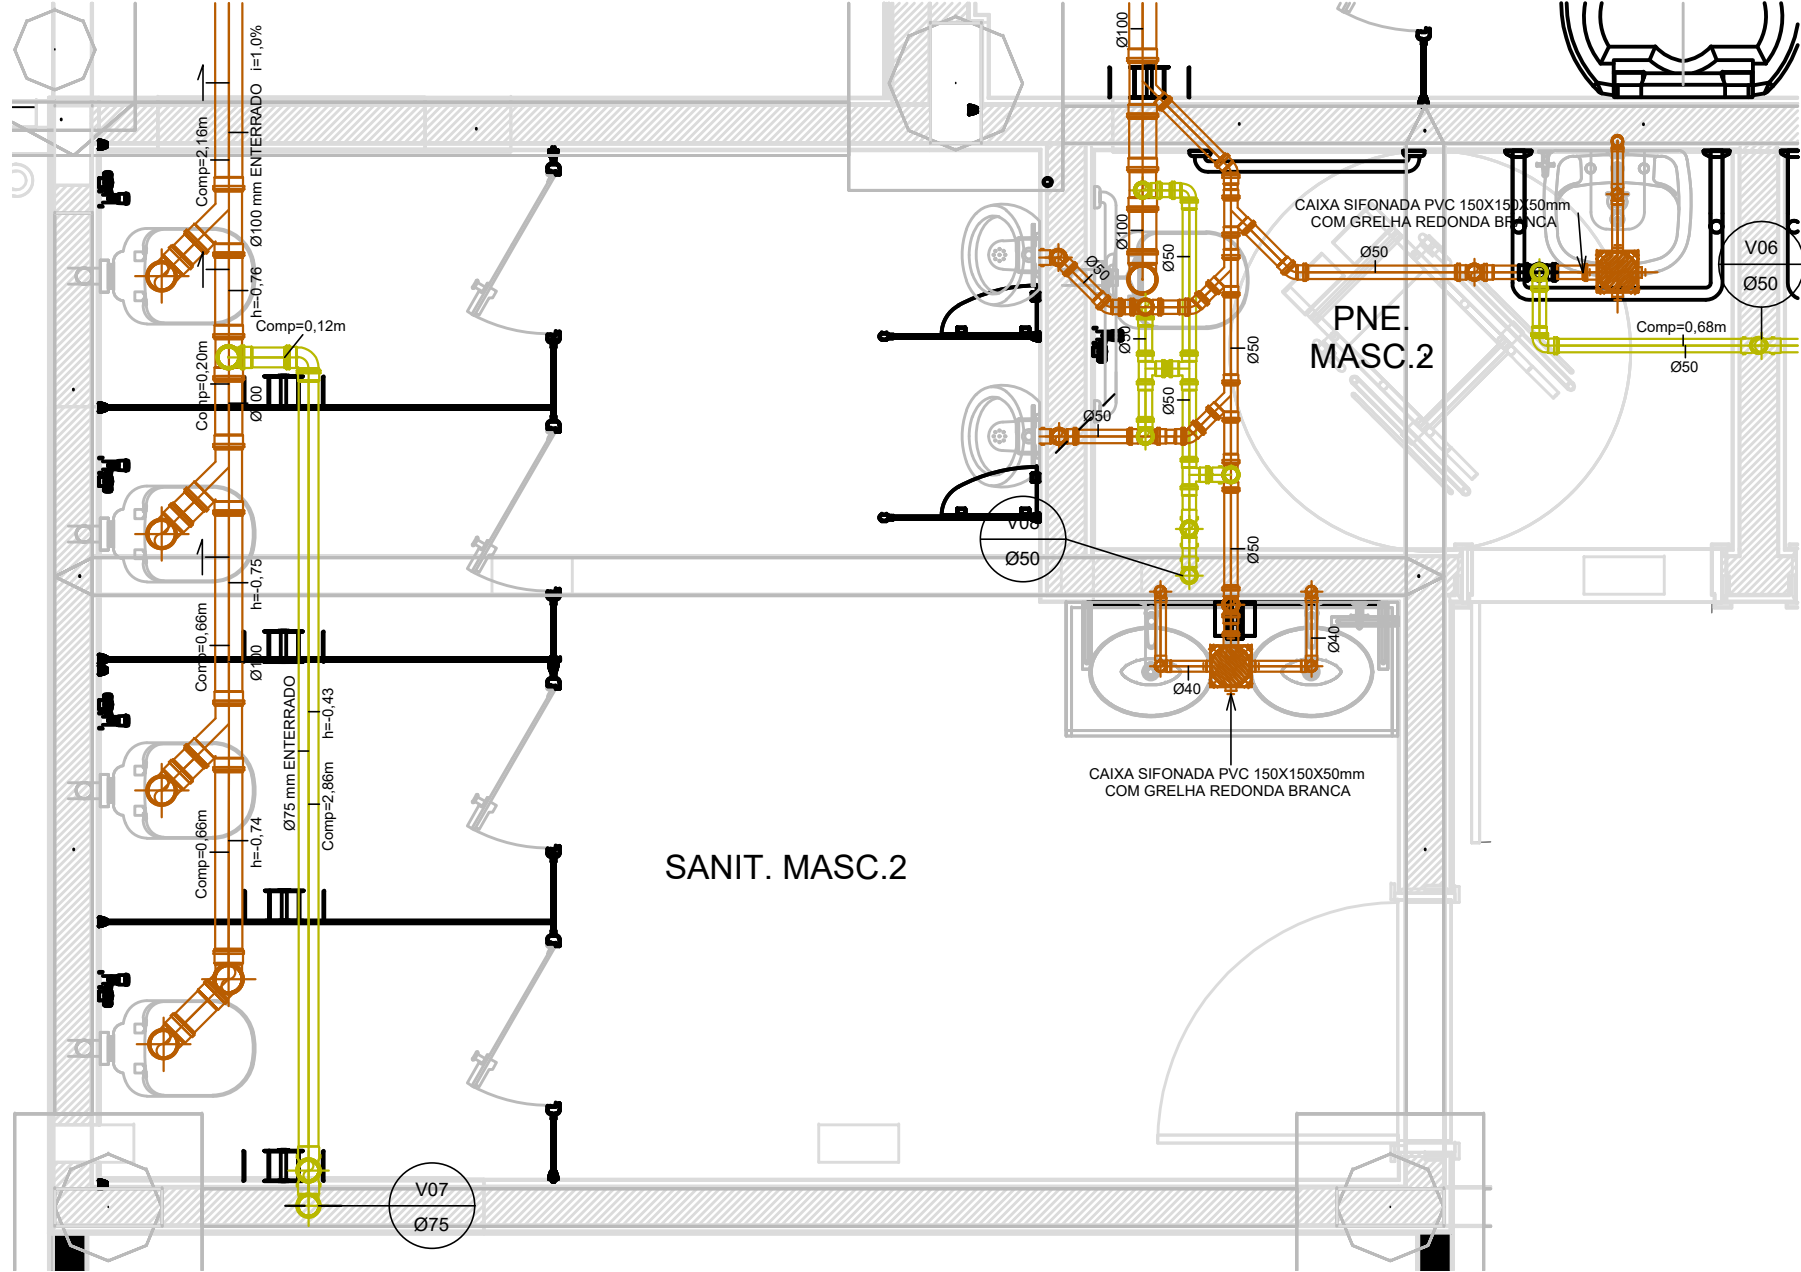 Comp=2,16m
Ø100 mm ENTERRADO   i=1,0%
h=-0,76
Comp=0,12m
Comp=0,20m
Ø100
h=-0,75
Comp=0,66m
Ø100
Ø75 mm ENTERRADO
h=-0,43
Comp=2,86m
Comp=0,66m
h=-0,74
V07
Ø75
SANIT. MASC.2
Ø100
Ø100
Ø50
Ø50
Ø50
Ø50
Ø50
Ø50
Ø50
V08
Ø50
Ø40
Ø40
CAIXA SIFONADA PVC 150X150X50mm
COM GRELHA REDONDA BRANCA
CAIXA SIFONADA PVC 150X150X50mm
COM GRELHA REDONDA BRANCA
Ø50
PNE.
MASC.2
V06
Ø50
Comp=0,68m
Ø50